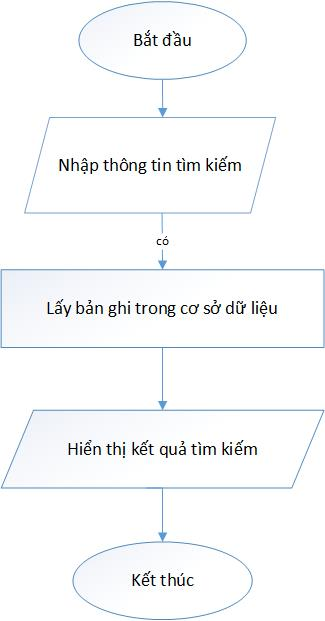 Bắt đầu
Nhập thông tin tìm kiếm
có
Lấy bản ghi trong cơ sở dữ liệu
Hiển thị kết quả tìm kiếm
Kết thúc